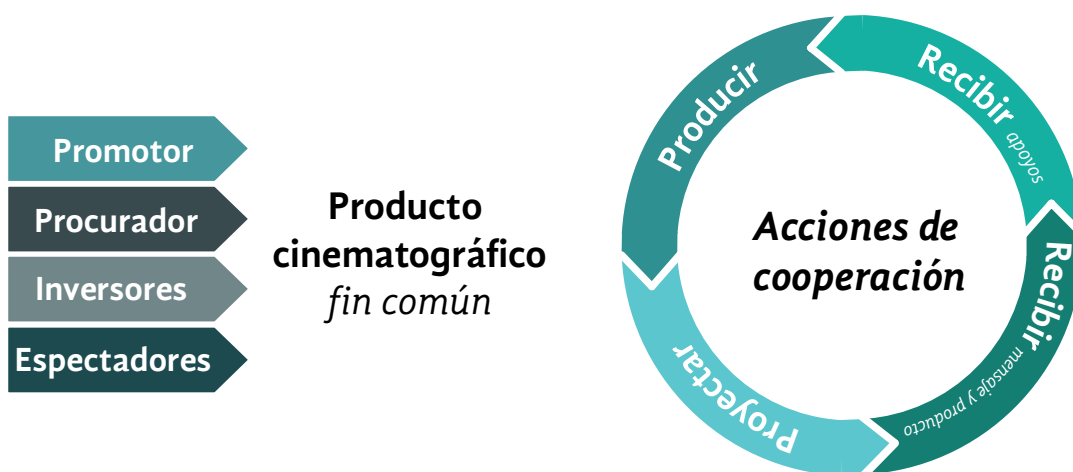 Promotor
Procurador
Inversores
Espectadores
Producto
cinematográfico
fin común
Producir
Recibir
apoyos
Recibir
mensaje y producto
Proyectar
Acciones de
cooperación